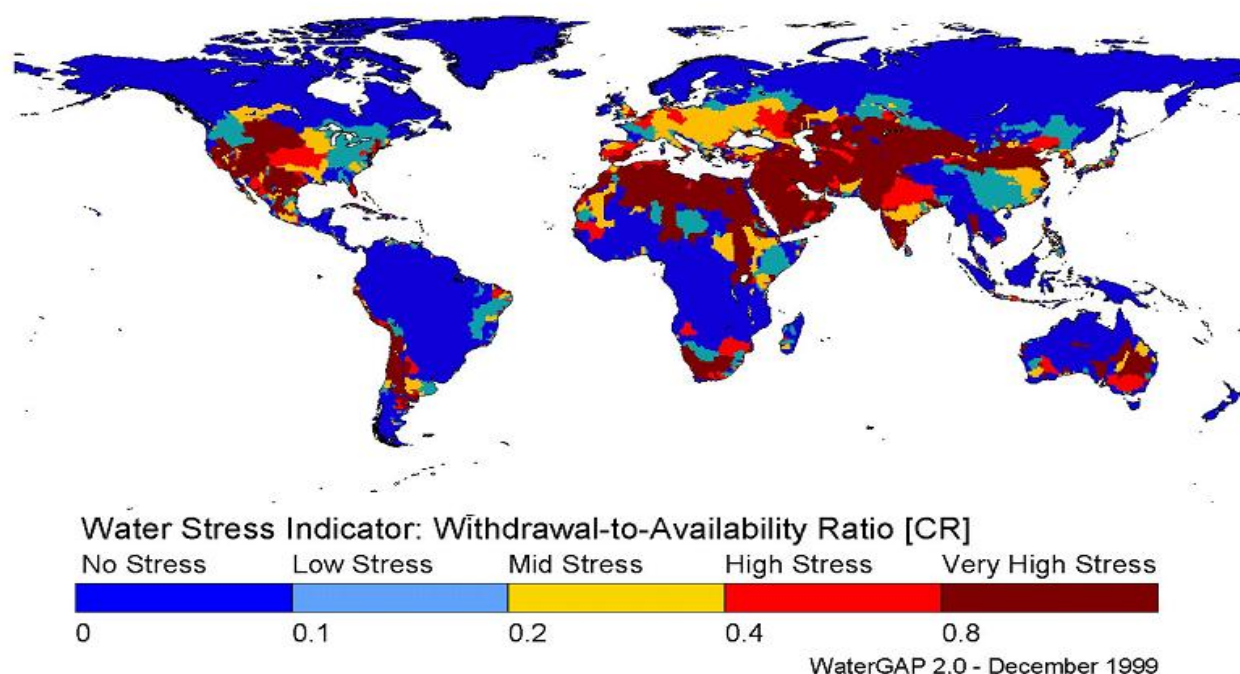 Water Stress Indicator: Withdrawal-to-Availability Ratio [CR]
No Stress Low Stress Mid Stress High Stress Very High Stress
0 0.1 0.2 0.4 0.8
WaterGAP 2.0 - December 1999